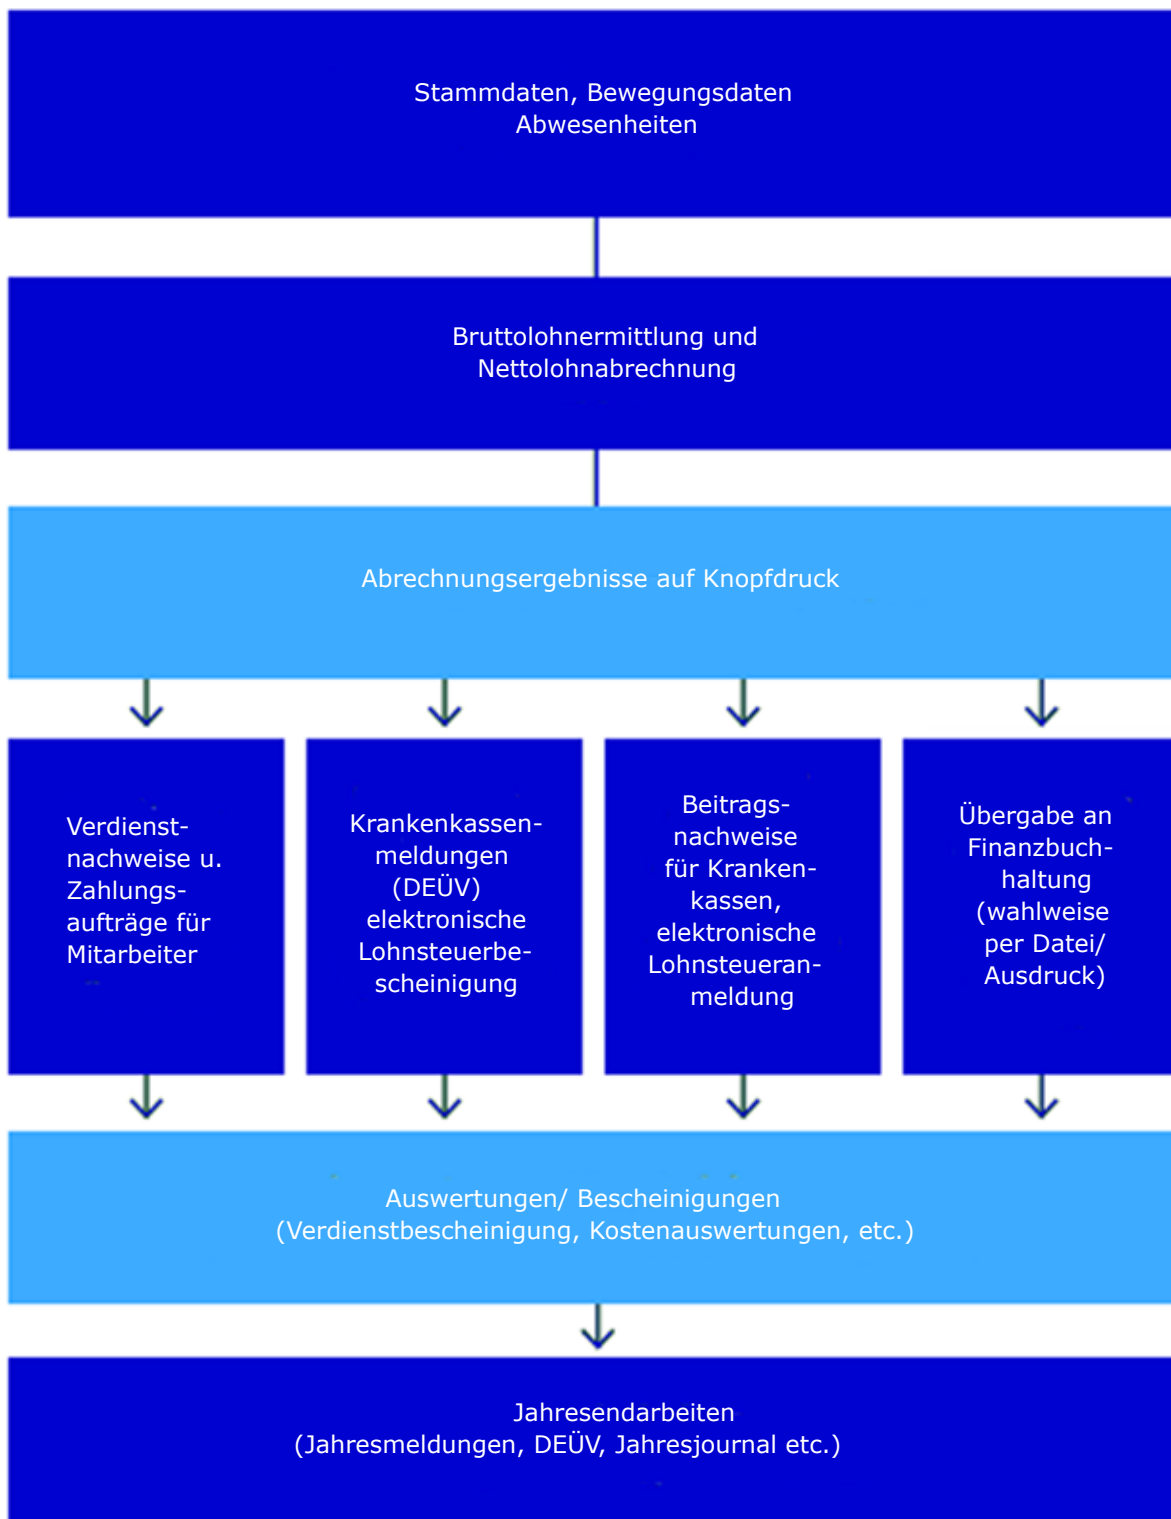 Stammdaten, Bewegungsdaten
Abwesenheiten
Bruttolohnermittlung und
Nettolohnabrechnung
Abrechnungsergebnisse auf Knopfdruck
Verdienst-
nachweise u.
Zahlungs-
aufträge für
Mitarbeiter
Krankenkassen-
meldungen
(DEÜV)
elektronische
Lohnsteuerbe-
scheinigung
Beitrags-
nachweise
für Kranken-
kassen,
elektronische
Lohnsteueran-
meldung
Übergabe an
Finanzbuch-
haltung
(wahlweise
per Datei/
Ausdruck)
Auswertungen/ Bescheinigungen
(Verdienstbescheinigung, Kostenauswertungen, etc.)
Jahresendarbeiten
(Jahresmeldungen, DEÜV, Jahresjournal etc.)